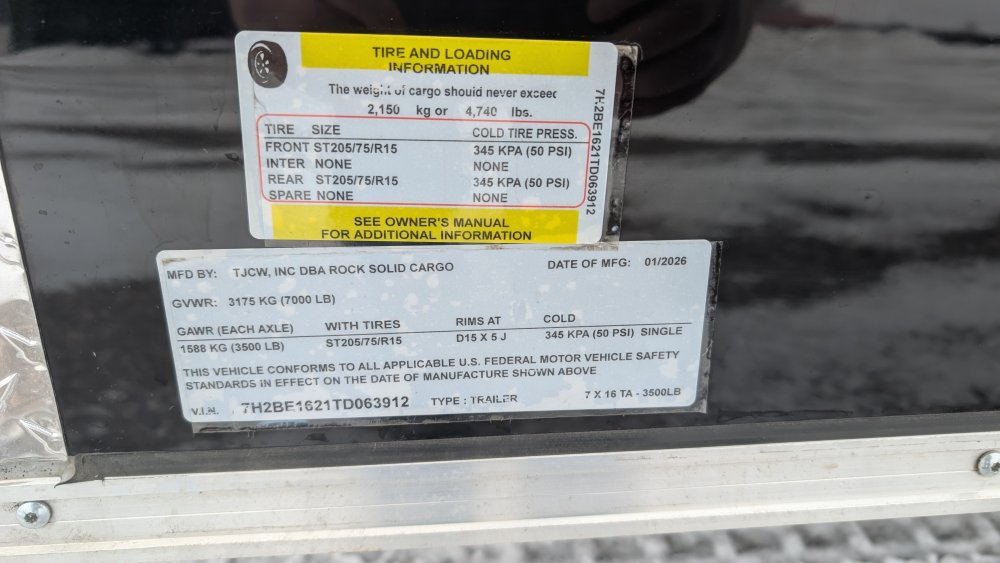 TIRE AND LOADING
INFORMATION
The weight of cargo should never exceed
2,150 kg or 4,740 lbs.
TIRE SIZE COLD TIRE PRESS.
FRONT ST205/75/R15 345 KPA (50 PSI)
INTER NONE NONE
REAR ST205/75/R15 345 KPA (50 PSI)
SPARE NONE NONE
SEE OWNER'S MANUAL
FOR ADDITIONAL INFORMATION
7H2BE1621TD063912
MFD BY: TJCW, INC DBA ROCK SOLID CARGO DATE OF MFG: 01/2026
GVWR: 3175 KG (7000 LB)
GAWR (EACH AXLE) WITH TIRES RIMS AT COLD
1588 KG (3500 LB) ST205/75/R15 D15 X 5 J 345 KPA (50 PSI) SINGLE
THIS VEHICLE CONFORMS TO ALL APPLICABLE U.S. FEDERAL MOTOR VEHICLE SAFETY
STANDARDS IN EFFECT ON THE DATE OF MANUFACTURE SHOWN ABOVE
V.I.N. 7H2BE1621TD063912 TYPE : TRAILER 7 X 16 TA - 3500LB